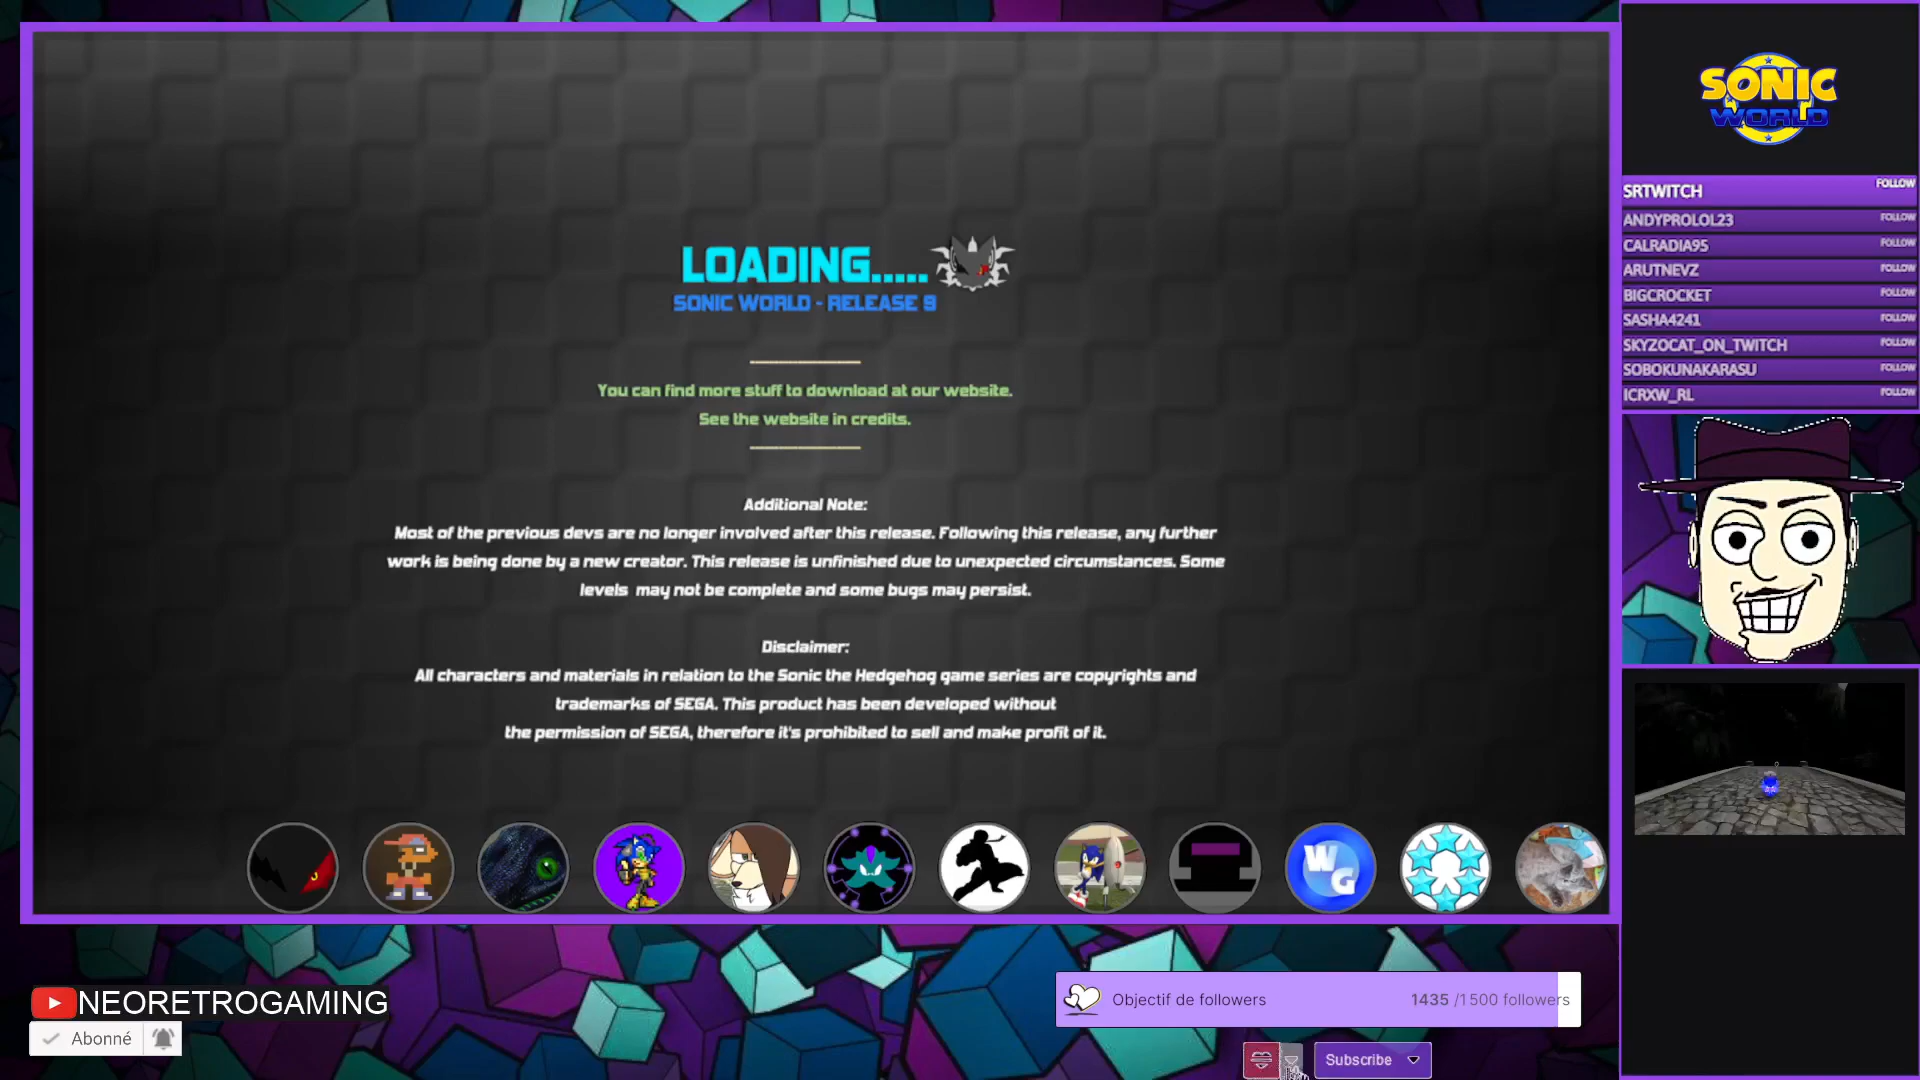 LOADING.....
SONIC WORLD - RELEASE 9
You can find more stuff to download at our website.
See the website in credits.
Additional Note:
Most of the previous devs are no longer involved after this release. Following this release, any further
work is being done by a new creator. This release is unfinished due to unexpected circumstances. Some
levels may not be complete and some bugs may persist.
Disclaimer:
All characters and materials in relation to the Sonic the Hedgehog game series are copyrights and
trademarks of SEGA. This product has been developed without
the permission of SEGA, therefore it's prohibited to sell and make profit of it.
WG
SONIC
WORLD
SRTWITCH FOLLOW
ANDYPROLOL23 FOLLOW
CALRADIA95 FOLLOW
ARUTNEVZ FOLLOW
BIGCROCKET FOLLOW
SASHA4241 FOLLOW
SKYZOCAT_ON_TWITCH FOLLOW
SOBOKUNAKARASU FOLLOW
ICRXW_RL FOLLOW
NEORETROGAMING
Abonné
Objectif de followers 1435 /1500 followers
Subscribe